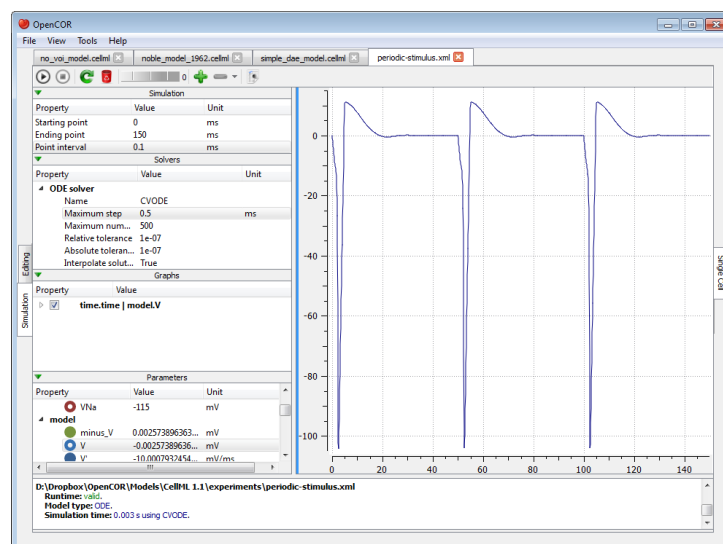 OpenCOR
File View Tools Help
no_voi_model.cellml noble_model_1962.cellml simple_dae_model.cellml periodic-stimulus.xml
0
Simulation
Property Value Unit
Starting point 0 ms
Ending point 150 ms
Point interval 0.1 ms
Solvers
Property Value Unit
ODE solver
Name CVODE
Maximum step 0.5 ms
Maximum num... 500
Relative tolerance 1e-07
Absolute toleran... 1e-07
Interpolate solut... True
Graphs
Property Value
time.time | model.V
Parameters
Property Value Unit
VNa -115 mV
model
minus_V 0.00257389636... mV
V -0.0025738963... mV
V' -10.0007932454... mV/ms
Editing
Simulation
0
-20
-40
-60
-80
-100
0 20 40 60 80 100 120 140
Single Cell
D:\Dropbox\OpenCOR\Models\CellML 1.1\experiments\periodic-stimulus.xml
Runtime: valid.
Model type: ODE.
Simulation time: 0.003 s using CVODE.